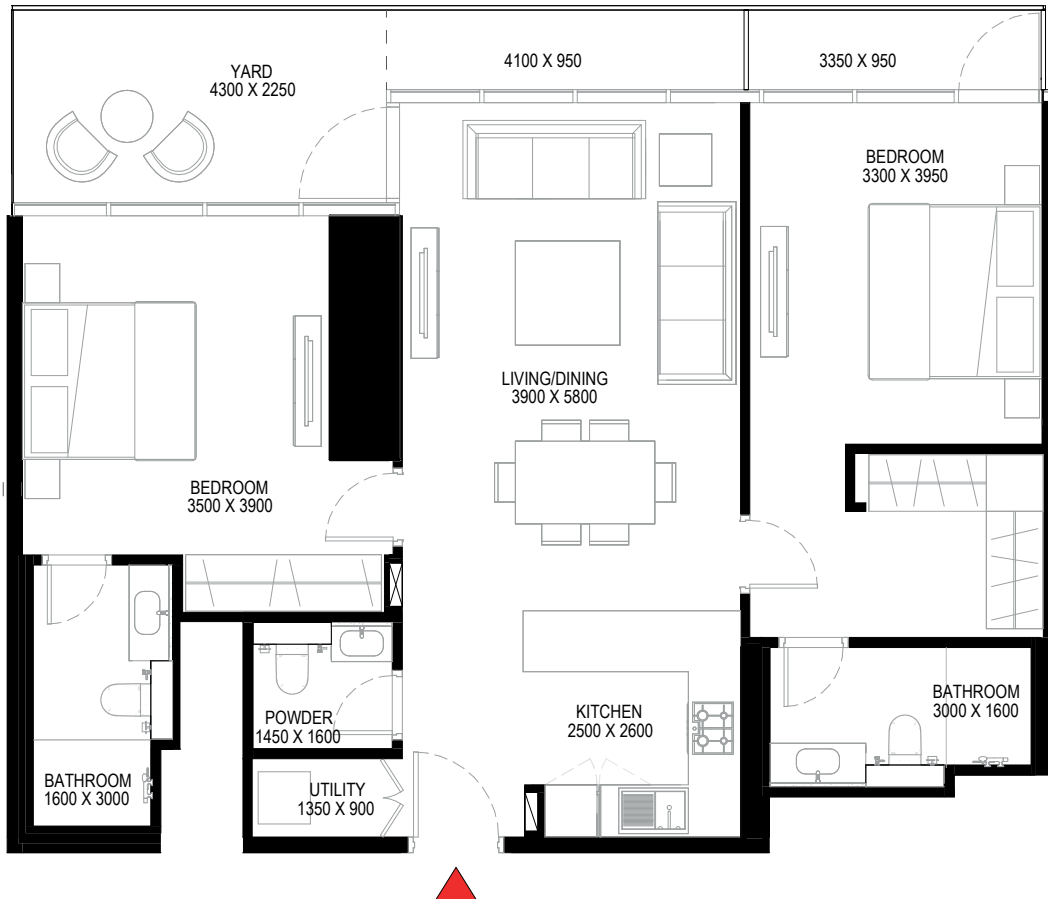 YARD
4300 X 2250
4100 X 950
3350 X 950
BEDROOM
3300 X 3950
LIVING/DINING
3900 X 5800
BEDROOM
3500 X 3900
POWDER
1450 X 1600
KITCHEN
2500 X 2600
BATHROOM
3000 X 1600
BATHROOM
1600 X 3000
UTILITY
1350 X 900